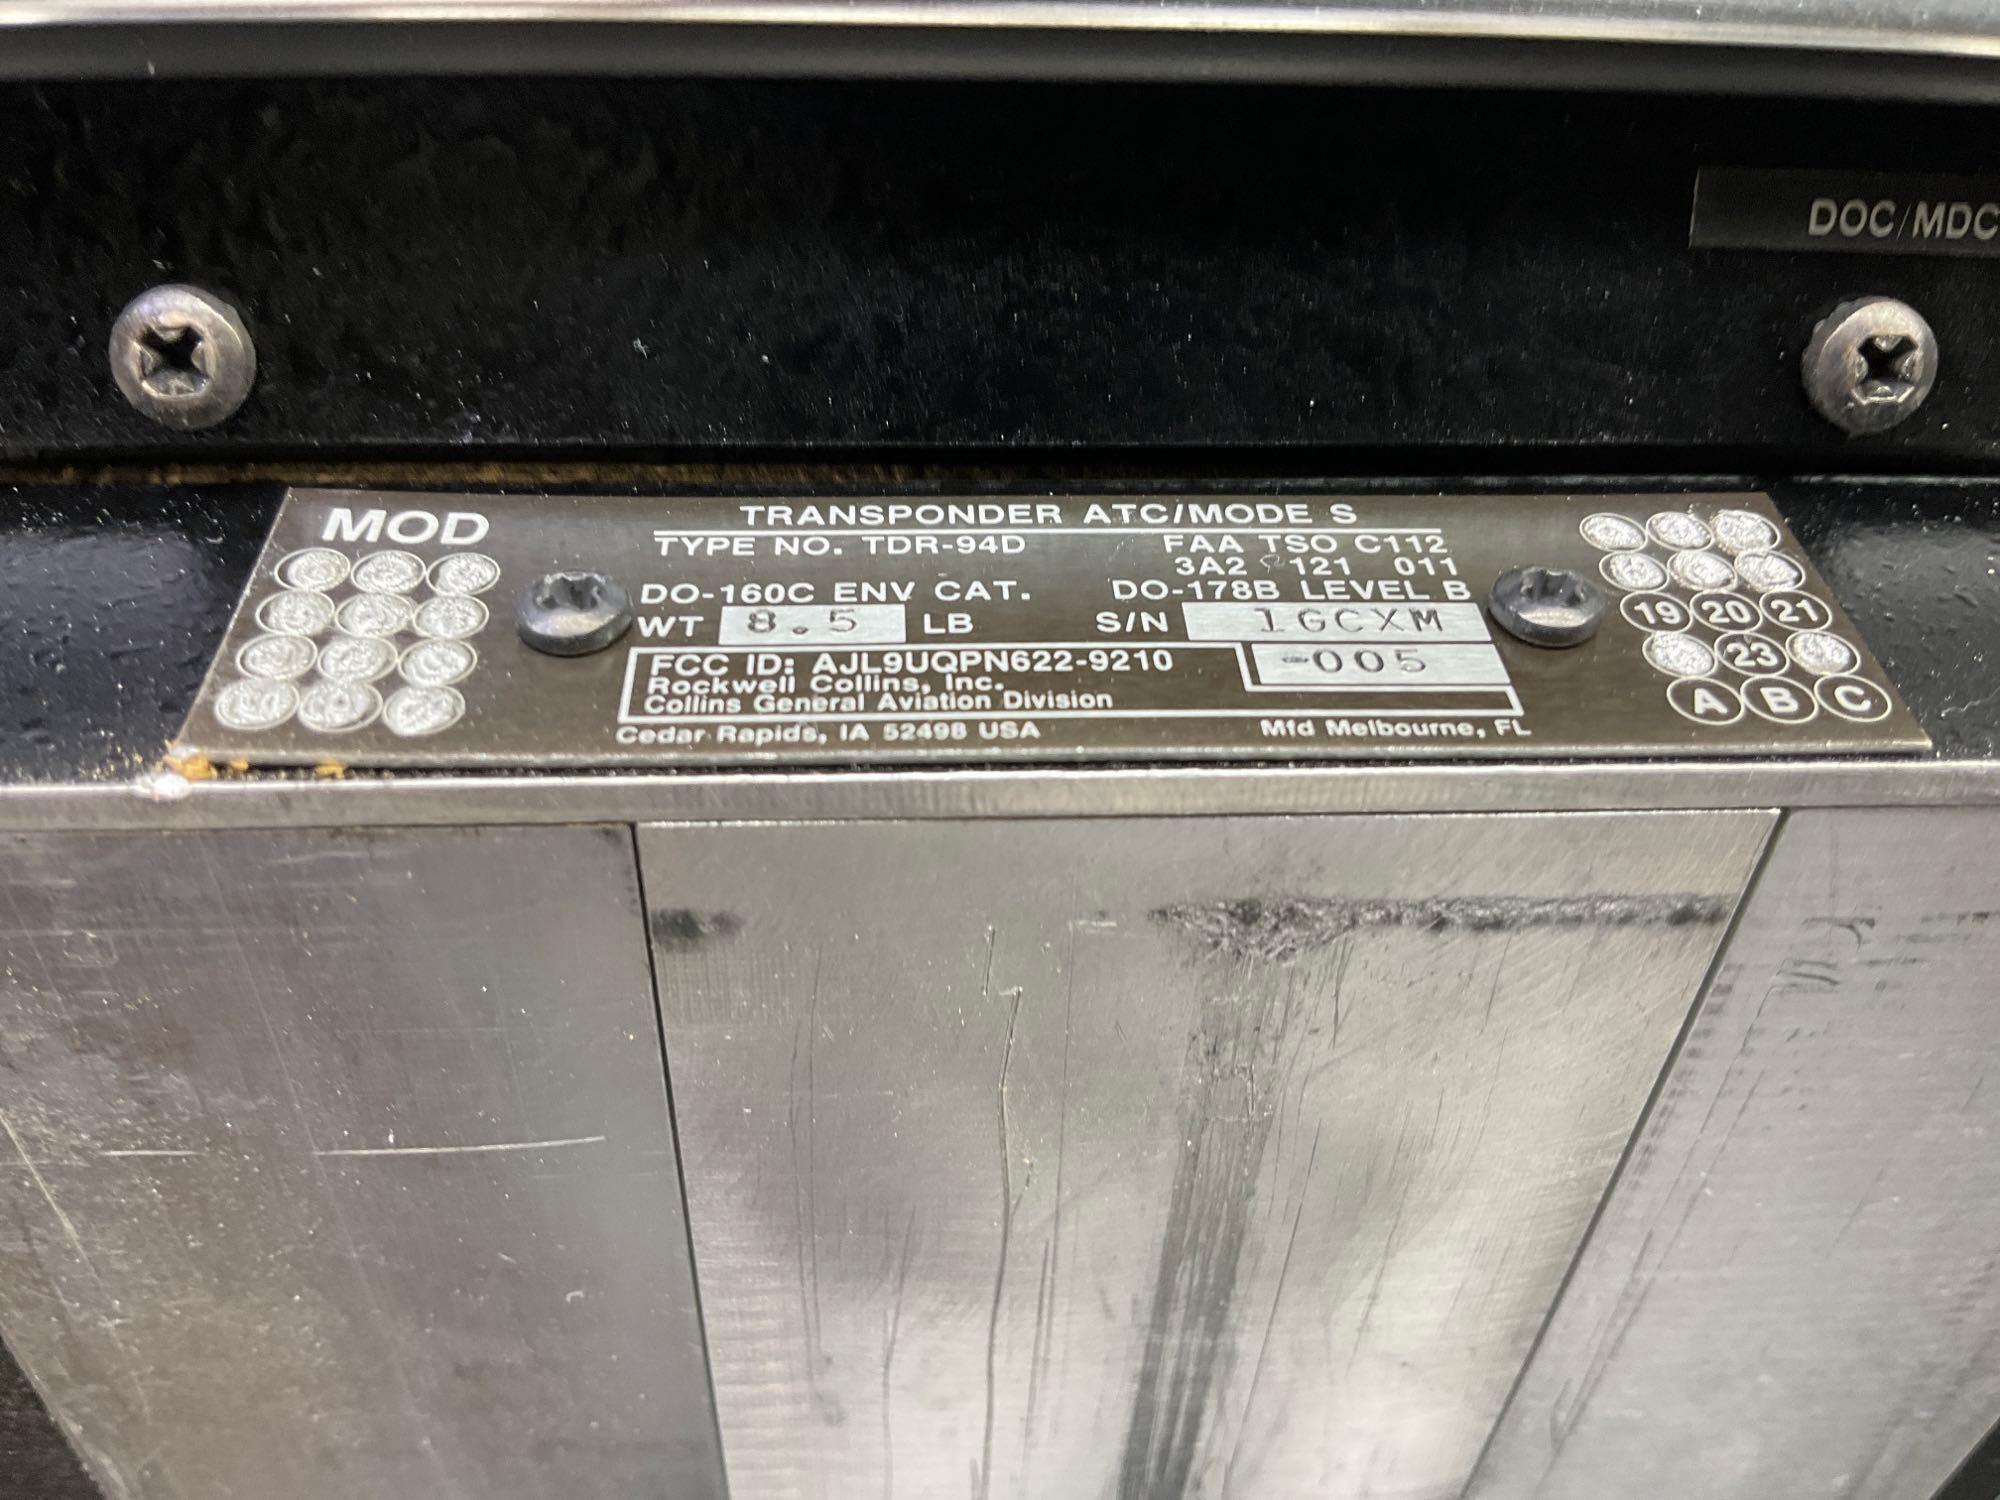 DOC/MDC
MOD
TRANSPONDER ATC/MODE S
TYPE NO. TDR-94D
FAA TSO C112
3A2 121 011
DO-160C ENV CAT.
DO-178B LEVEL B
WT 8.5 LB
S/N 1GCXM
FCC ID: AJL9UQPN622-9210
-005
Rockwell Collins, Inc.
Collins General Aviation Division
Cedar Rapids, IA 52498 USA
Mfd Melbourne, FL
19 20 21
23
A B C